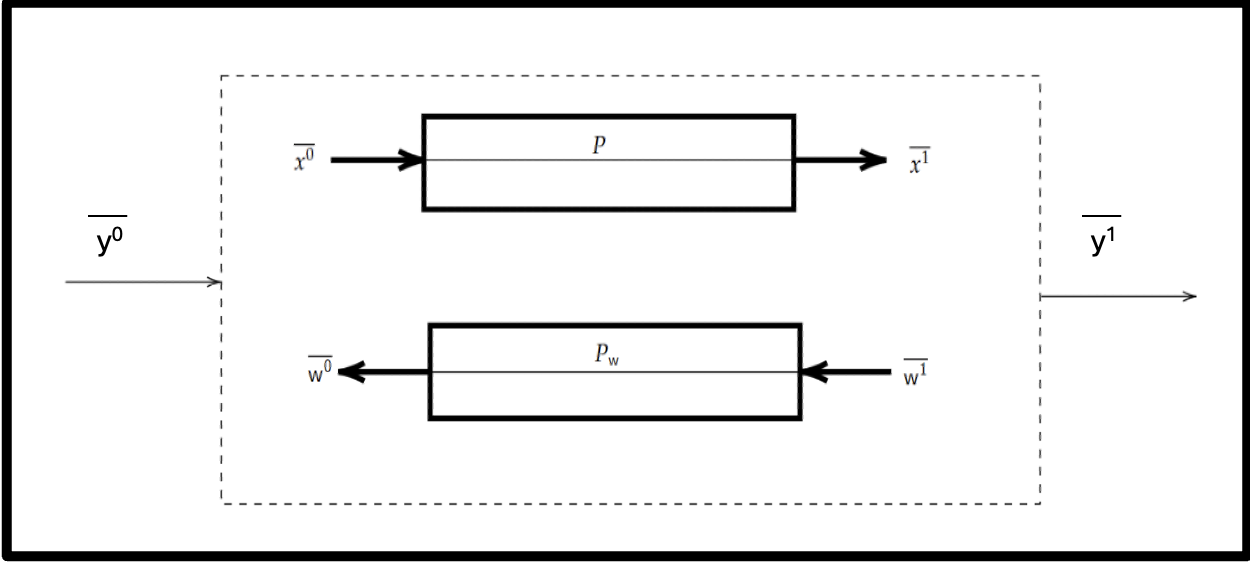 x⁰ P x¹
y⁰ y¹
w⁰ P_w w¹